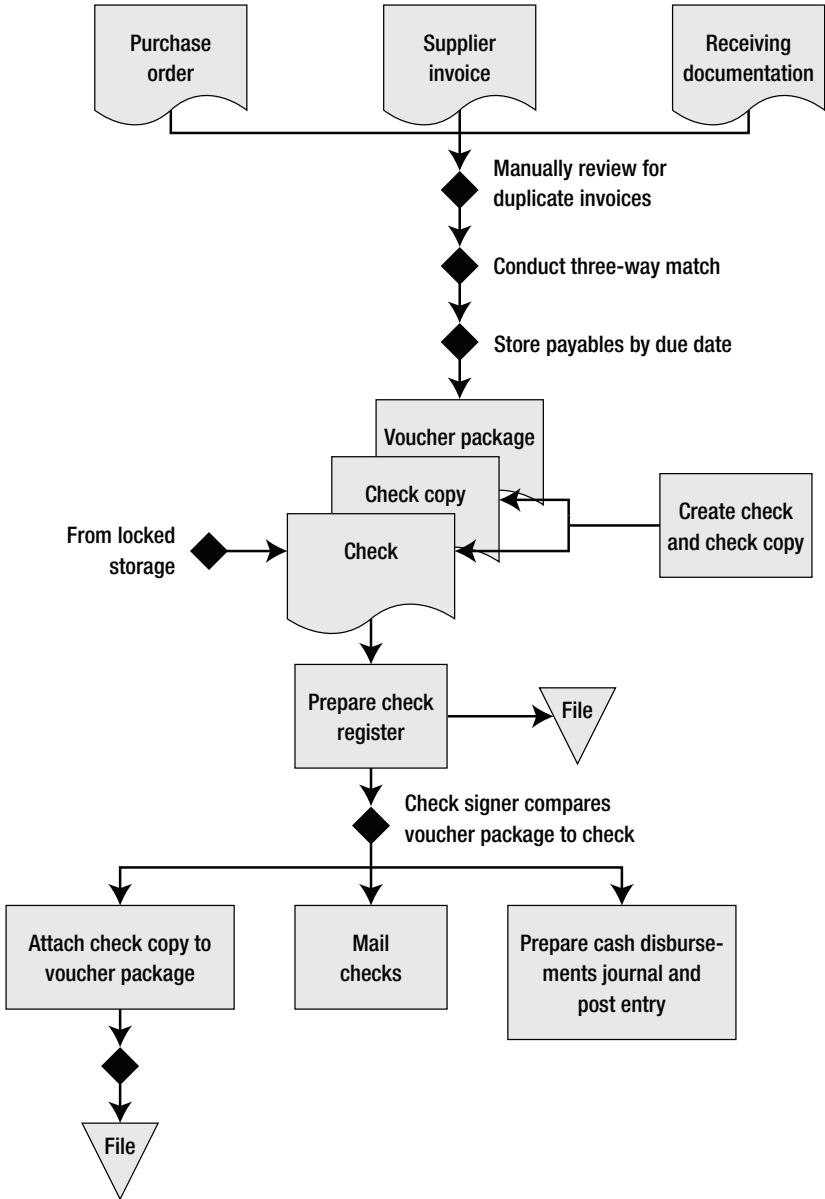 Purchase
order
Supplier
invoice
Receiving
documentation
Manually review for
duplicate invoices
Conduct three-way match
Store payables by due date
Voucher package
Check copy
Check
From locked
storage
Create check
and check copy
Prepare check
register
File
Check signer compares
voucher package to check
Attach check copy to
voucher package
Mail
checks
Prepare cash disburse-
ments journal and
post entry
File